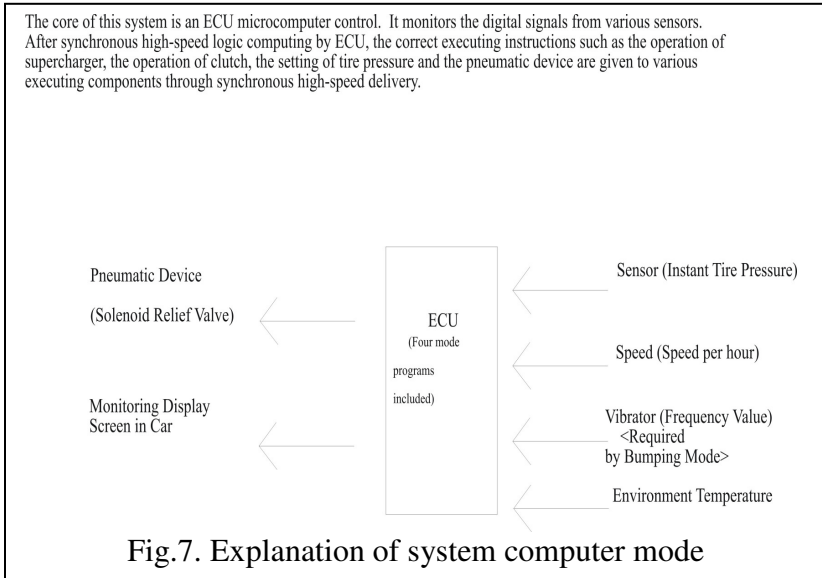 The core of this system is an ECU microcomputer control. It monitors the digital signals from various sensors.
After synchronous high-speed logic computing by ECU, the correct executing instructions such as the operation of
supercharger, the operation of clutch, the setting of tire pressure and the pneumatic device are given to various
executing components through synchronous high-speed delivery.
Pneumatic Device
(Solenoid Relief Valve)
Monitoring Display
Screen in Car
ECU
(Four mode
programs
included)
Sensor (Instant Tire Pressure)
Speed (Speed per hour)
Vibrator (Frequency Value)
<Required
by Bumping Mode>
Environment Temperature
Fig.7. Explanation of system computer mode